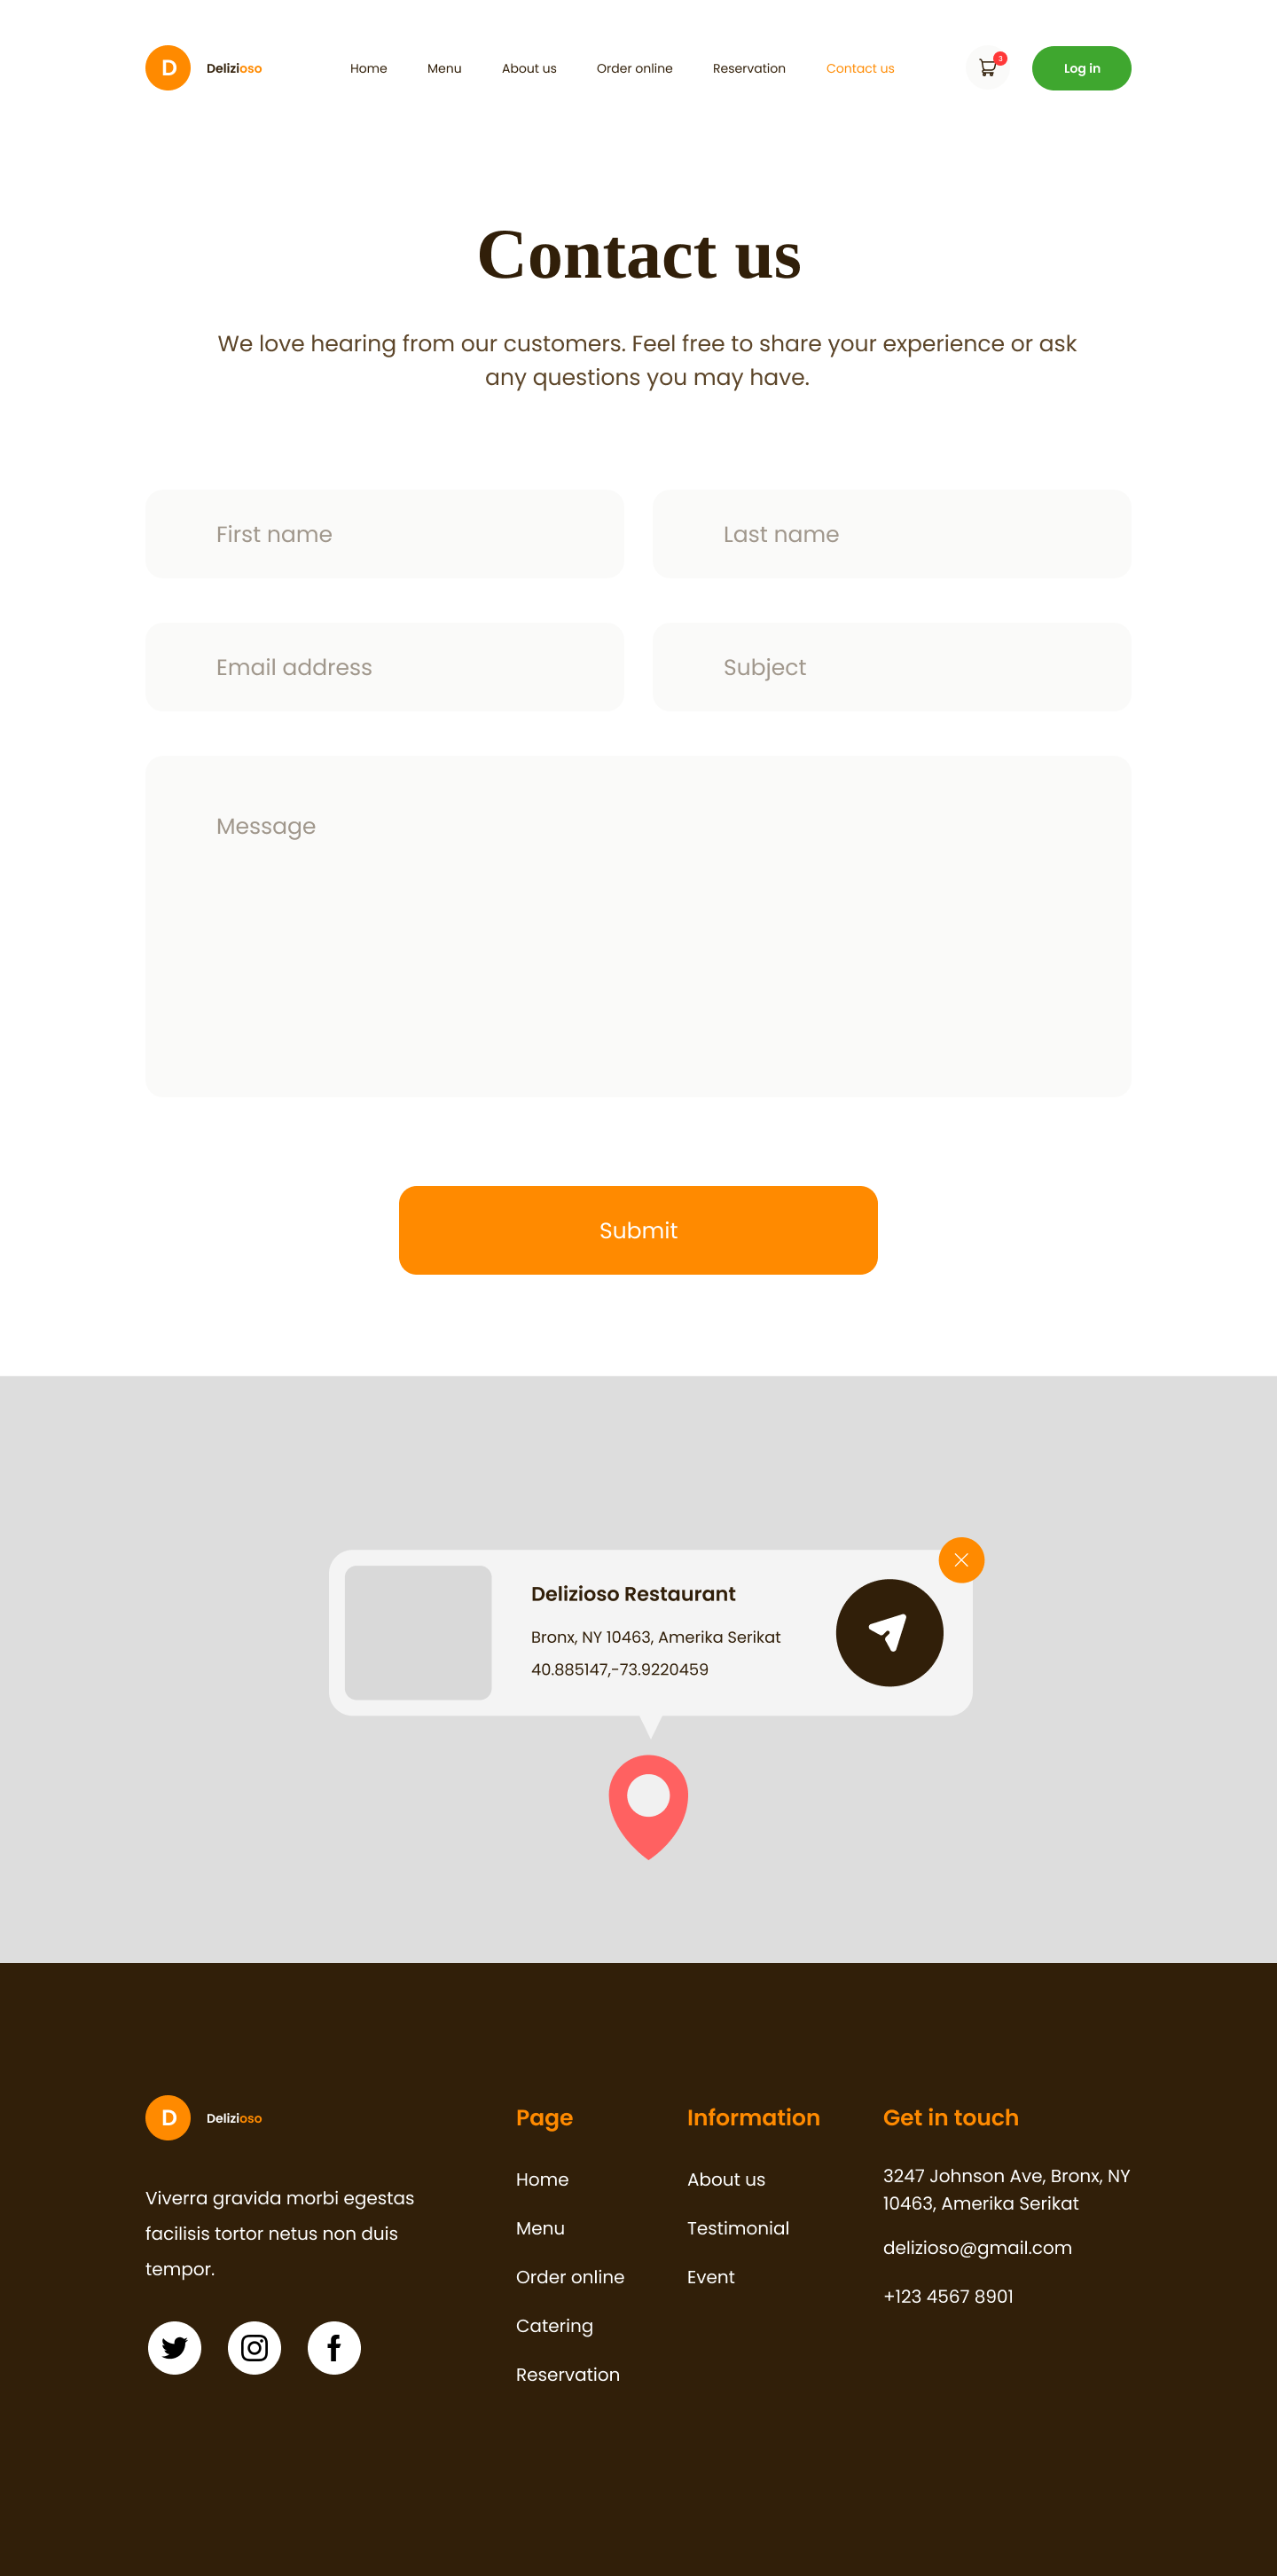 D Delizioso Home Menu About us Order online Reservation Contact us 3 Log in
Contact us
We love hearing from our customers. Feel free to share your experience or ask
any questions you may have.
First name
Last name
Email address
Subject
Message
Submit
Delizioso Restaurant
Bronx, NY 10463, Amerika Serikat
40.885147,-73.9220459
D Delizioso
Viverra gravida morbi egestas
facilisis tortor netus non duis
tempor.
Page
Home
Menu
Order online
Catering
Reservation
Information
About us
Testimonial
Event
Get in touch
3247 Johnson Ave, Bronx, NY
10463, Amerika Serikat
delizioso@gmail.com
+123 4567 8901